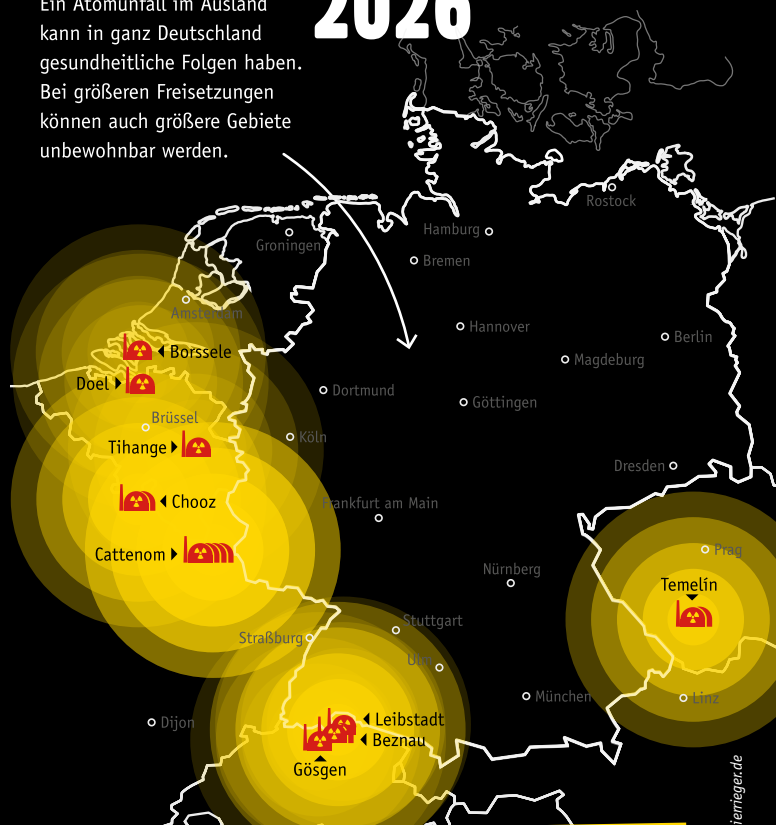 Ein Atomunfall im Ausland
2026
kann in ganz Deutschland
gesundheitliche Folgen haben.
Bei größeren Freisetzungen
können auch größere Gebiete
unbewohnbar werden.
Rostock
Hamburg
Groningen
Bremen
Amsterdam
Hannover
Berlin
Borssele
Magdeburg
Doel
Dortmund
Göttingen
Brüssel
Köln
Tihange
Dresden
Chooz
Frankfurt am Main
Cattenom
Prag
Nürnberg
Temelín
Stuttgart
Straßburg
Ulm
München
Linz
Dijon
Leibstadt
Beznau
Gösgen
ierrieger.de